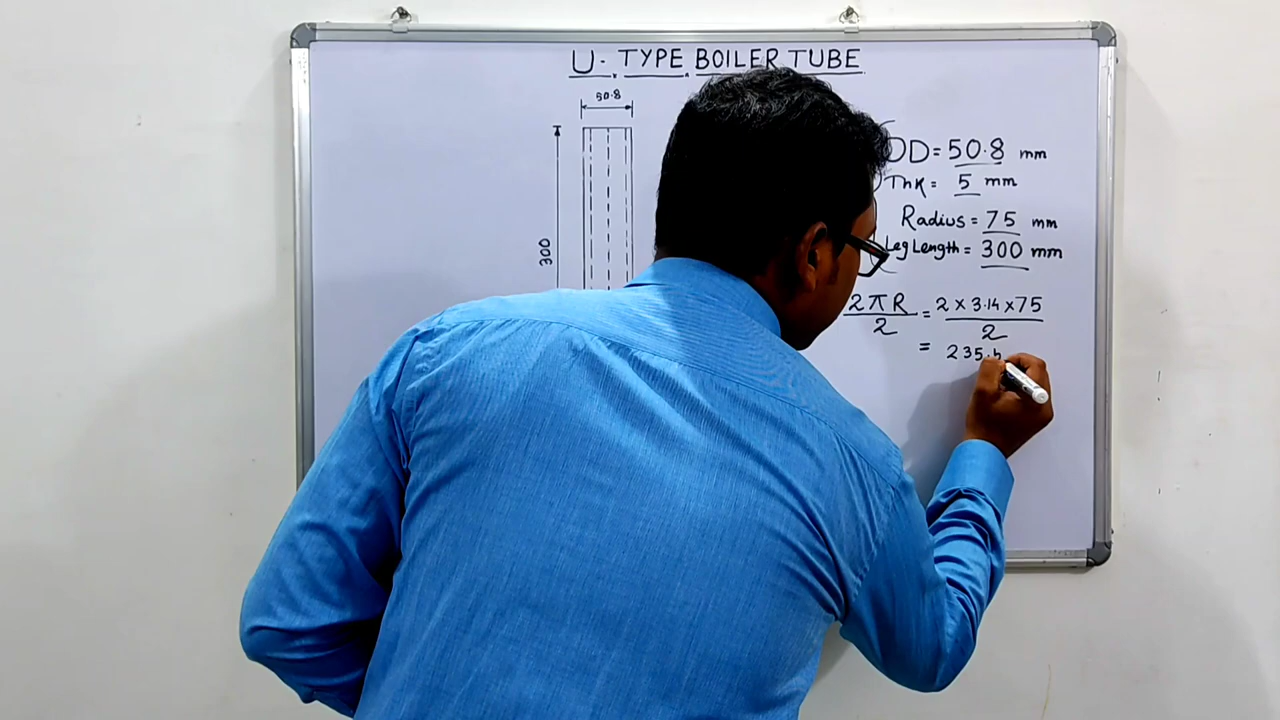 U-TYPE BOILER TUBE
50.8
300
OD = 50.8 mm
Thk = 5 mm
Radius = 75 mm
Leg Length = 300 mm
2πR / 2 = 2 x 3.14 x 75 / 2
= 235.5